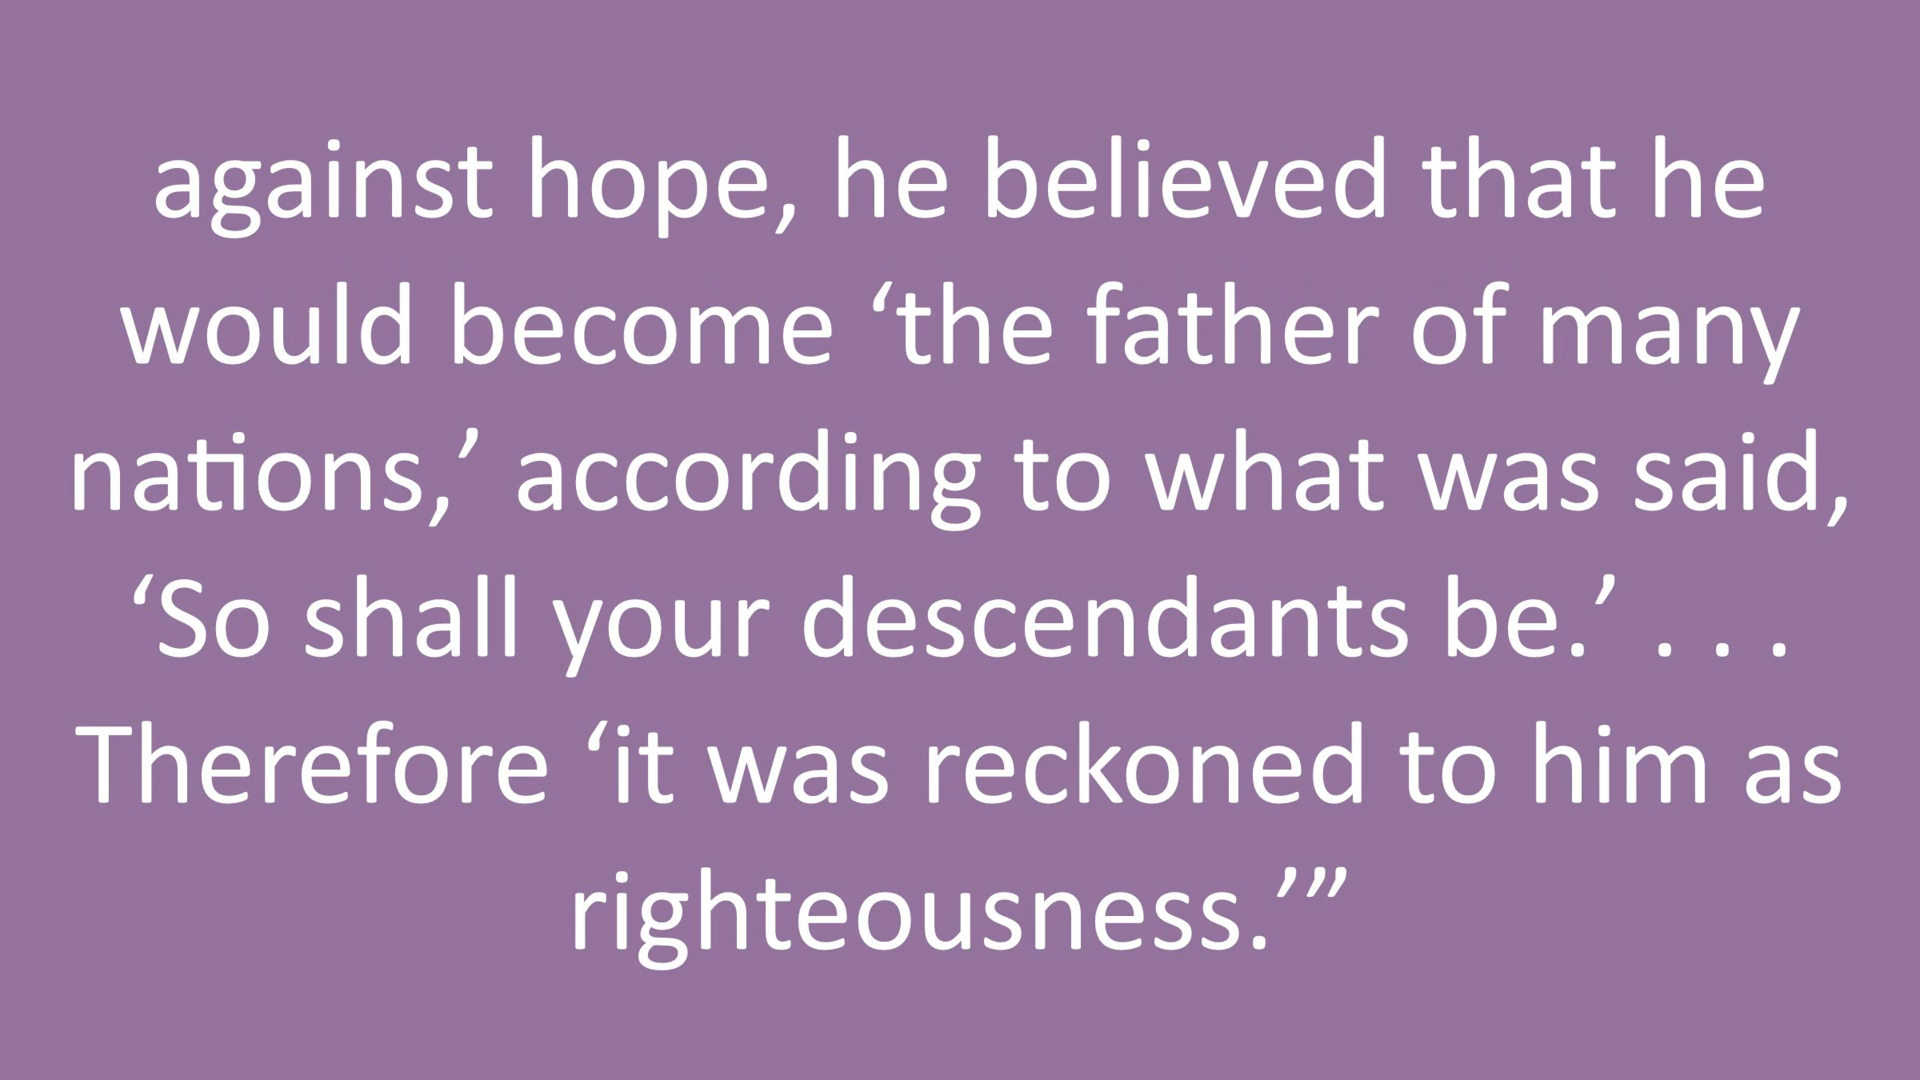 against hope, he believed that he
would become ‘the father of many
nations,’ according to what was said,
‘So shall your descendants be.’ . . .
Therefore ‘it was reckoned to him as
righteousness.’”